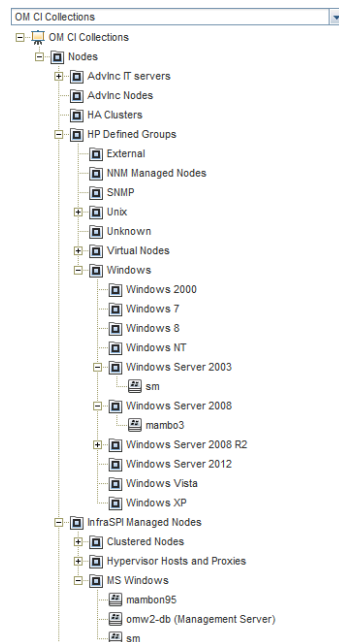 OM CI Collections
OM CI Collections
Nodes
AdvInc IT servers
AdvInc Nodes
HA Clusters
HP Defined Groups
External
NNM Managed Nodes
SNMP
Unix
Unknown
Virtual Nodes
Windows
Windows 2000
Windows 7
Windows 8
Windows NT
Windows Server 2003
sm
Windows Server 2008
mambo3
Windows Server 2008 R2
Windows Server 2012
Windows Vista
Windows XP
InfraSPI Managed Nodes
Clustered Nodes
Hypervisor Hosts and Proxies
MS Windows
mambon95
omw2-db (Management Server)
sm